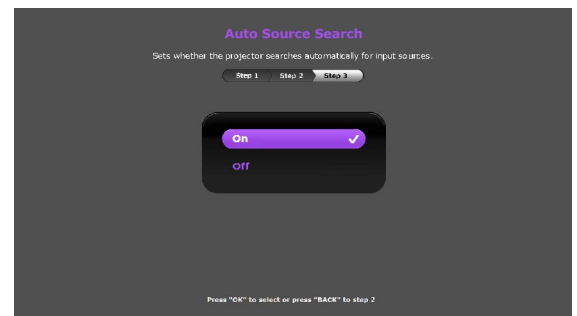 Auto Source Search
Sets whether the projector searches automatically for input sources.
Step 1 Step 2 Step 3
On
Off
Press "OK" to select or press "BACK" to step 2